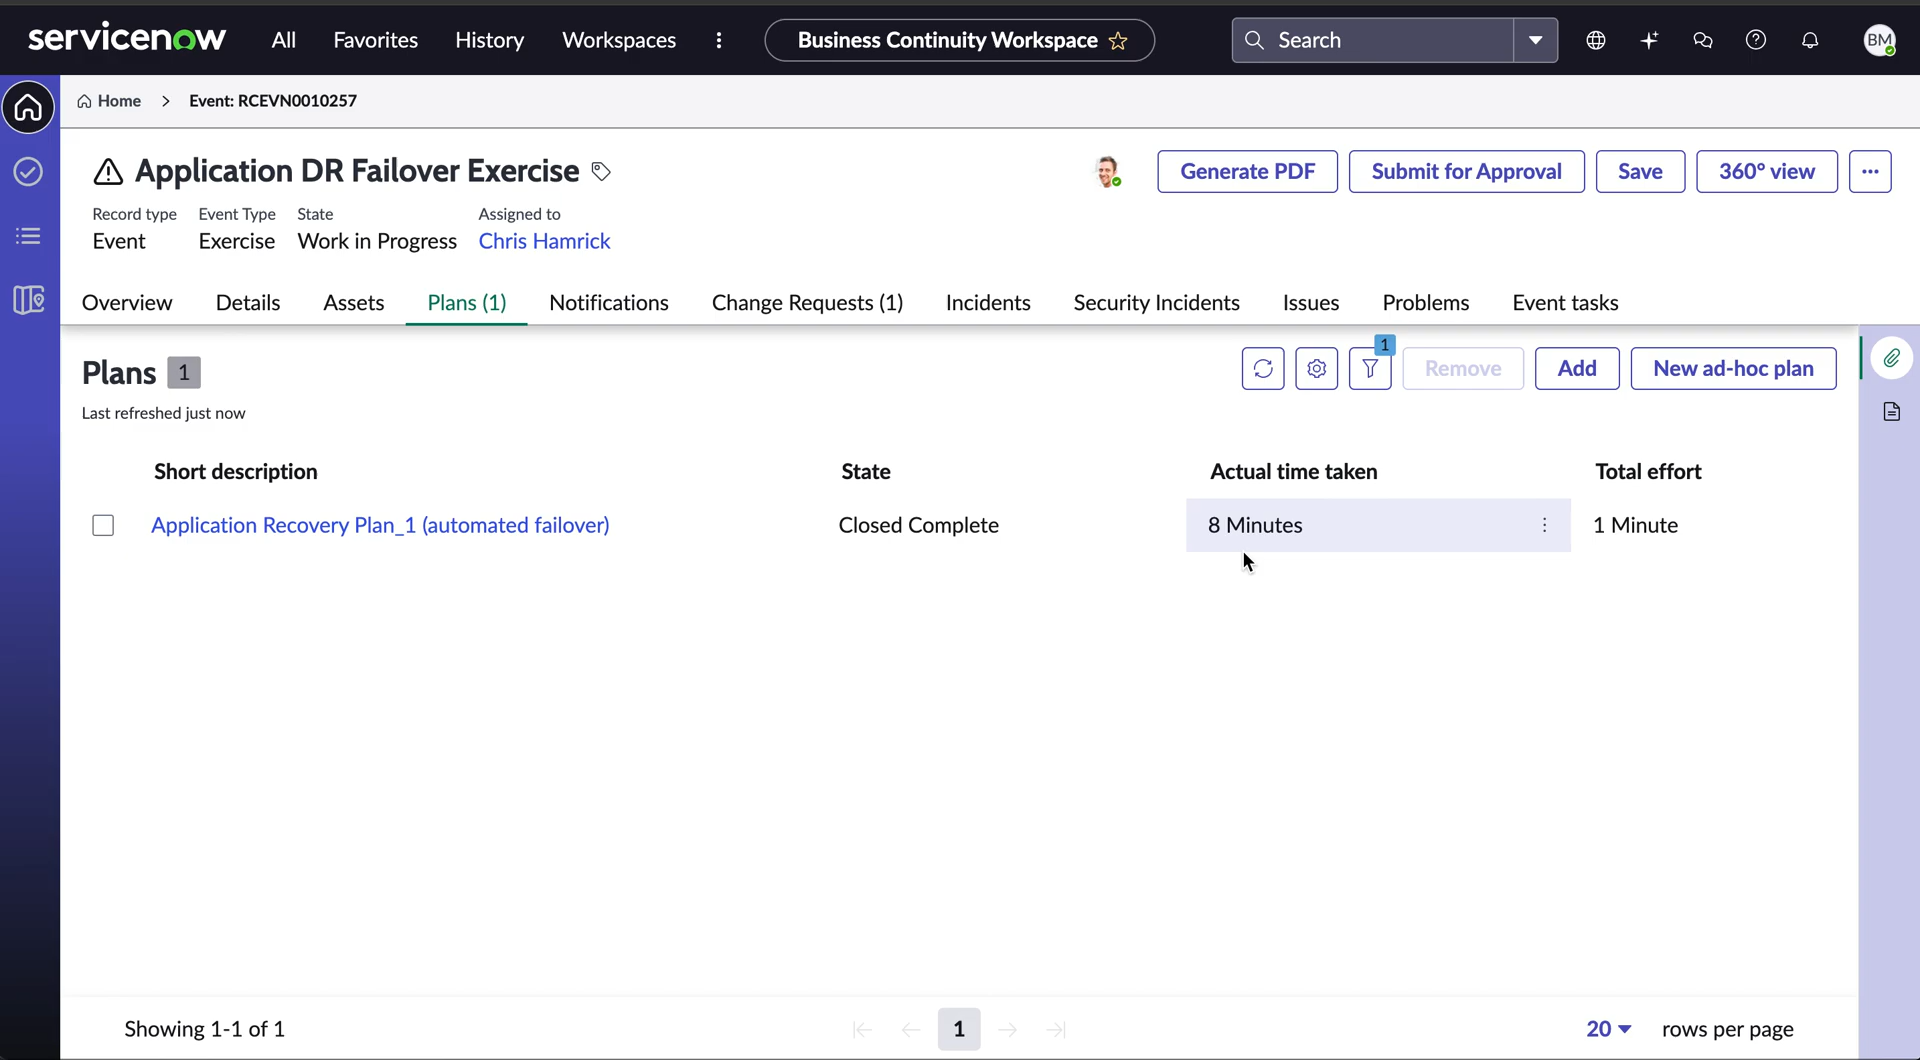 servicenow All Favorites History Workspaces Business Continuity Workspace Search BM
Home > Event: RCEVN0010257
Application DR Failover Exercise Generate PDF Submit for Approval Save 360° view ...
Record type Event Type State Assigned to
Event Exercise Work in Progress Chris Hamrick
Overview Details Assets Plans (1) Notifications Change Requests (1) Incidents Security Incidents Issues Problems Event tasks
1
Plans 1 Remove Add New ad-hoc plan
Last refreshed just now
Short description State Actual time taken Total effort
Application Recovery Plan_1 (automated failover) Closed Complete 8 Minutes 1 Minute
Showing 1-1 of 1 1 20 rows per page